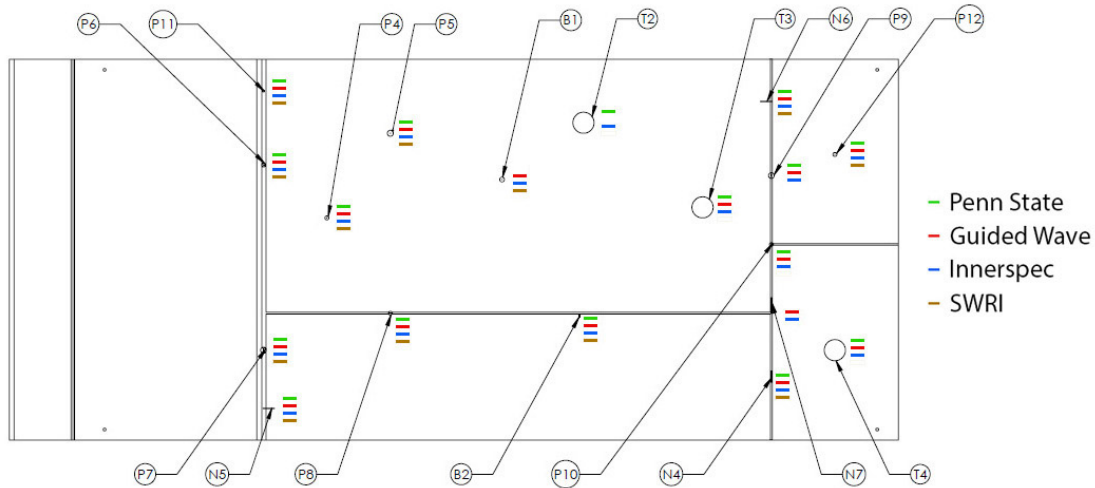 P6
P11
P4
P5
B1
T2
T3
N6
P9
P12
Penn State
Guided Wave
Innerspec
SWRI
P7
N5
P8
B2
P10
N4
N7
T4